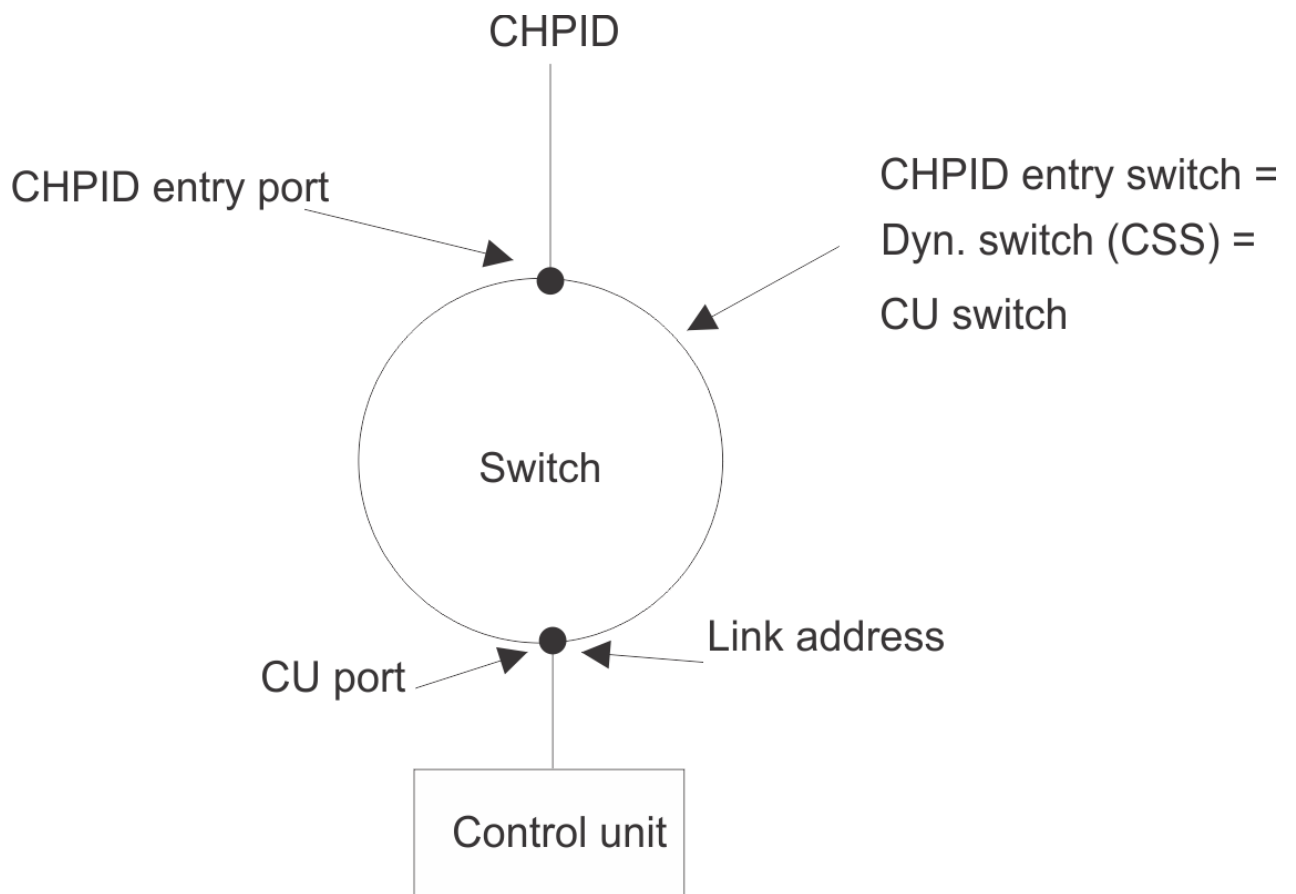 CHPID
CHPID entry port
CHPID entry switch =
Dyn. switch (CSS) =
CU switch
Switch
Link address
CU port
Control unit